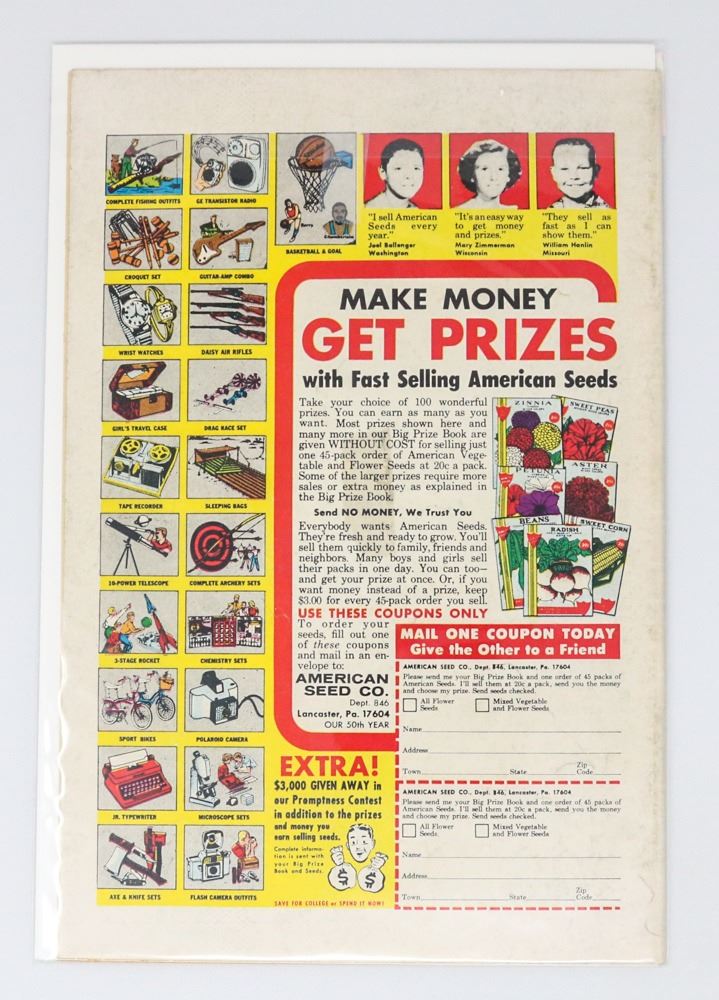 COMPLETE FISHING OUTFITS
GE TRANSISTOR RADIO
BASKETBALL & GOAL
"I sell American
Seeds every
year."
Joel Bellenger
Washington
"It's an easy way
to get money
and prizes."
Mary Zimmerman
Wisconsin
"They sell as
fast as I can
show them."
William Hanlin
Missouri
CROQUET SET
GUITAR-AMP COMBO
WRIST WATCHES
DAISY AIR RIFLES
GIRL'S TRAVEL CASE
DRAG RACE SET
TAPE RECORDER
SLEEPING BAGS
10-POWER TELESCOPE
COMPLETE ARCHERY SETS
3-STAGE ROCKET
CHEMISTRY SETS
SPORT BIKES
POLAROID CAMERA
JR. TYPEWRITER
MICROSCOPE SETS
AXE & KNIFE SETS
FLASH CAMERA OUTFITS
MAKE MONEY
GET PRIZES
with Fast Selling American Seeds
Take your choice of 100 wonderful
prizes. You can earn as many as you
want. Most prizes shown here and
many more in our Big Prize Book are
given WITHOUT COST for selling just
one 45-pack order of American Vege-
table and Flower Seeds at 20c a pack.
Some of the larger prizes require more
sales or extra money as explained in
the Big Prize Book.
Send NO MONEY, We Trust You
Everybody wants American Seeds.
They're fresh and ready to grow. You'll
sell them quickly to family, friends and
neighbors. Many boys and girls sell
their packs in one day. You can too—
and get your prize at once. Or, if you
want money instead of a prize, keep
$3.00 for every 45-pack order you sell.
ZINNIA
SWEET PEAS
PETUNIA
ASTER
BEANS
RADISH
SWEET CORN
USE THESE COUPONS ONLY
To order your
seeds, fill out one
of these coupons
and mail in an en-
velope to:
AMERICAN
SEED CO.
Dept. 846
Lancaster, Pa. 17604
OUR 50th YEAR
EXTRA!
$3,000 GIVEN AWAY in
our Promptness Contest
in addition to the prizes
and money you
earn selling seeds.
Complete informa-
tion is sent with
your Big Prize
Book and Seeds.
$ $
SAVE FOR COLLEGE or SPEND IT NOW!
MAIL ONE COUPON TODAY
Give the Other to a Friend
AMERICAN SEED CO., Dept. 846, Lancaster, Pa. 17604
Please send me your Big Prize Book and one order of 45 packs of
American Seeds. I'll sell them at 20c a pack, send you the money
and choose my prize. Send seeds checked.
All Flower
Seeds
Mixed Vegetable
and Flower Seeds
Name
Address
Town State Zip Code
AMERICAN SEED CO., Dept. 846, Lancaster, Pa. 17604
Please send me your Big Prize Book and one order of 45 packs of
American Seeds. I'll sell them at 20c a pack, send you the money
and choose my prize. Send seeds checked.
All Flower
Seeds
Mixed Vegetable
and Flower Seeds
Name
Address
Town State Zip Code